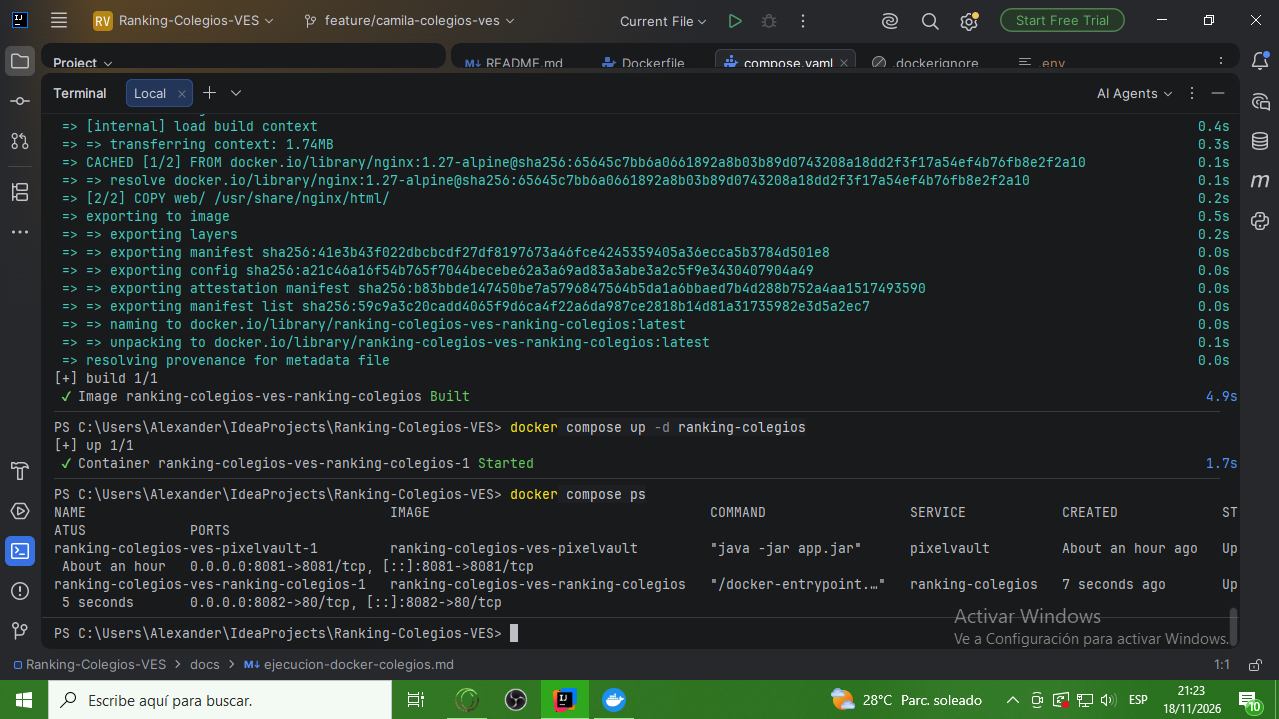 RV Ranking-Colegios-VES feature/camila-colegios-ves Current File Start Free Trial
Project README.md Dockerfile compose.yaml .dockerignore .env
Terminal Local AI Agents
=> [internal] load build context 0.4s
=> => transferring context: 1.74MB 0.3s
=> CACHED [1/2] FROM docker.io/library/nginx:1.27-alpine@sha256:65645c7bb6a0661892a8b03b89d0743208a18dd2f3f17a54ef4b76fb8e2f2a10 0.1s
=> => resolve docker.io/library/nginx:1.27-alpine@sha256:65645c7bb6a0661892a8b03b89d0743208a18dd2f3f17a54ef4b76fb8e2f2a10 0.1s
=> [2/2] COPY web/ /usr/share/nginx/html/ 0.2s
=> exporting to image 0.5s
=> => exporting layers 0.2s
=> => exporting manifest sha256:41e3b43f022dbcbcdf27df8197673a46fce4245359405a36ecca5b3784d501e8 0.0s
=> => exporting config sha256:a21c46a16f54b765f7044becebe62a3a69ad83a3abe3a2c5f9e3430407904a49 0.0s
=> => exporting attestation manifest sha256:b83bbde147450be7a5796847564b5da1a6bbaed7b4d288b752a4aa1517493590 0.0s
=> => exporting manifest list sha256:59c9a3c20cadd4065f9d6ca4f22a6da987ce2818b14d81a31735982e3d5a2ec7 0.0s
=> => naming to docker.io/library/ranking-colegios-ves-ranking-colegios:latest 0.0s
=> => unpacking to docker.io/library/ranking-colegios-ves-ranking-colegios:latest 0.1s
=> resolving provenance for metadata file 0.0s
[+] build 1/1
✓ Image ranking-colegios-ves-ranking-colegios Built 4.9s
PS C:\Users\Alexander\IdeaProjects\Ranking-Colegios-VES> docker compose up -d ranking-colegios
[+] up 1/1
✓ Container ranking-colegios-ves-ranking-colegios-1 Started 1.7s
PS C:\Users\Alexander\IdeaProjects\Ranking-Colegios-VES> docker compose ps
NAME IMAGE COMMAND SERVICE CREATED ST
ATUS PORTS
ranking-colegios-ves-pixelvault-1 ranking-colegios-ves-pixelvault "java -jar app.jar" pixelvault About an hour ago Up
About an hour 0.0.0.0:8081->8081/tcp, [::]:8081->8081/tcp
ranking-colegios-ves-ranking-colegios-1 ranking-colegios-ves-ranking-colegios "/docker-entrypoint.…" ranking-colegios 7 seconds ago Up
5 seconds 0.0.0.0:8082->80/tcp, [::]:8082->80/tcp
Activar Windows
PS C:\Users\Alexander\IdeaProjects\Ranking-Colegios-VES>
Ve a Configuración para activar Windows.
Ranking-Colegios-VES > docs > ejecucion-docker-colegios.md 1:1
Escribe aquí para buscar. 28°C Parc. soleado ESP 21:23
18/11/2026 10